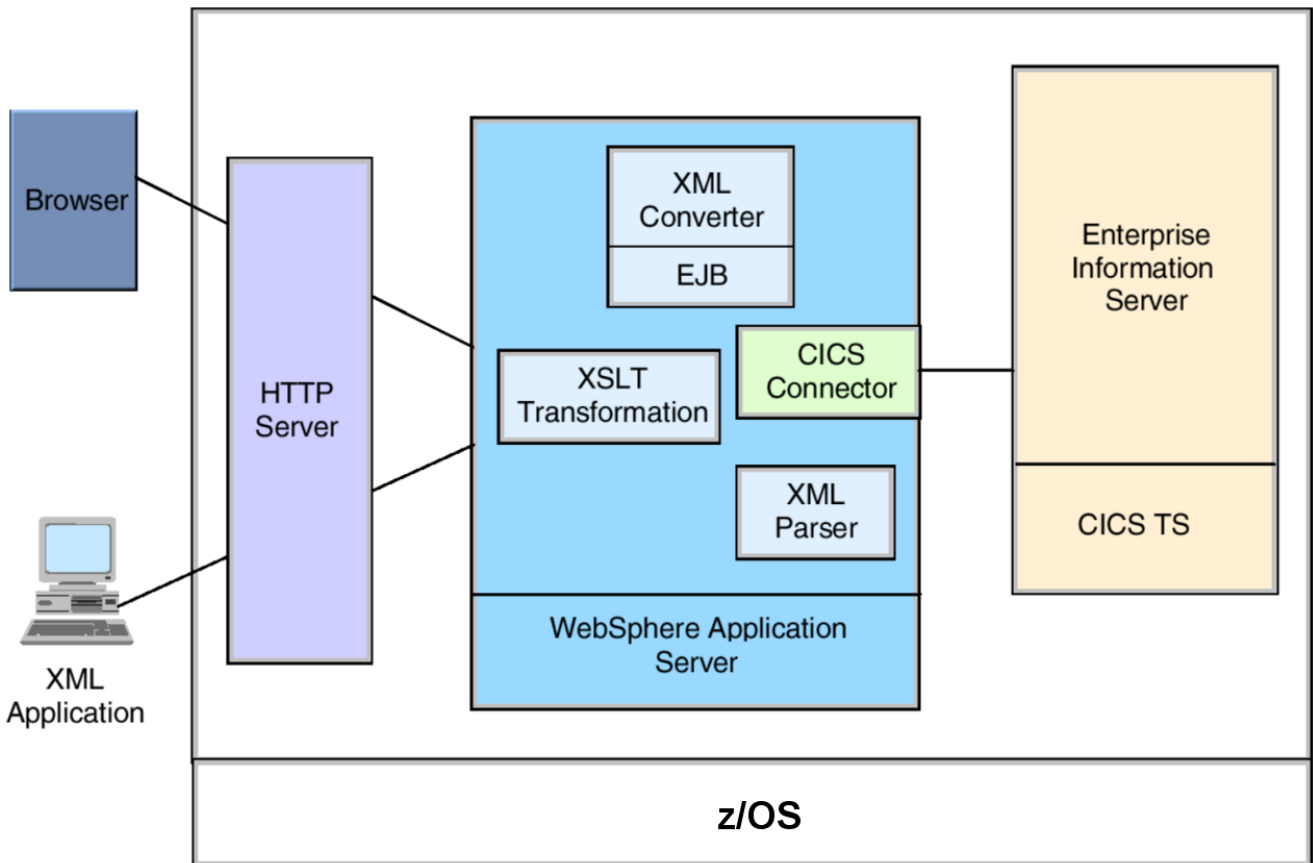 Browser
XML
Application
HTTP
Server
XML
Converter
EJB
XSLT
Transformation
CICS
Connector
XML
Parser
WebSphere Application
Server
Enterprise
Information
Server
CICS TS
z/OS